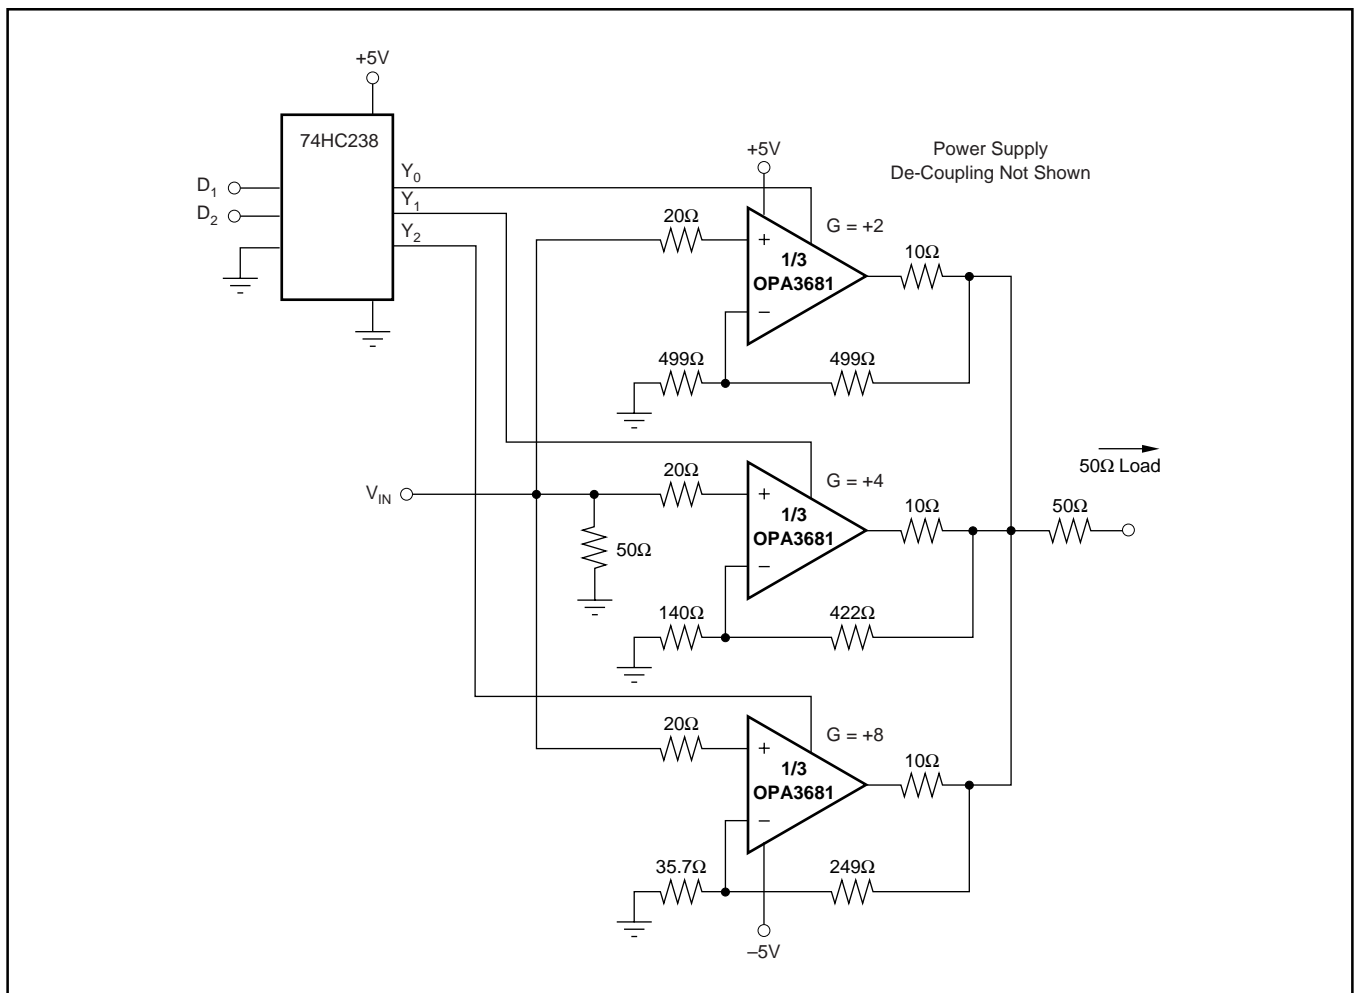 +5V
74HC238
D1
D2
Y0
Y1
Y2
+5V
Power Supply
De-Coupling Not Shown
20Ω
G = +2
+
1/3
OPA3681
–
10Ω
499Ω
499Ω
VIN
50Ω
20Ω
G = +4
+
1/3
OPA3681
–
10Ω
50Ω Load
50Ω
140Ω
422Ω
20Ω
G = +8
+
1/3
OPA3681
–
10Ω
35.7Ω
249Ω
–5V